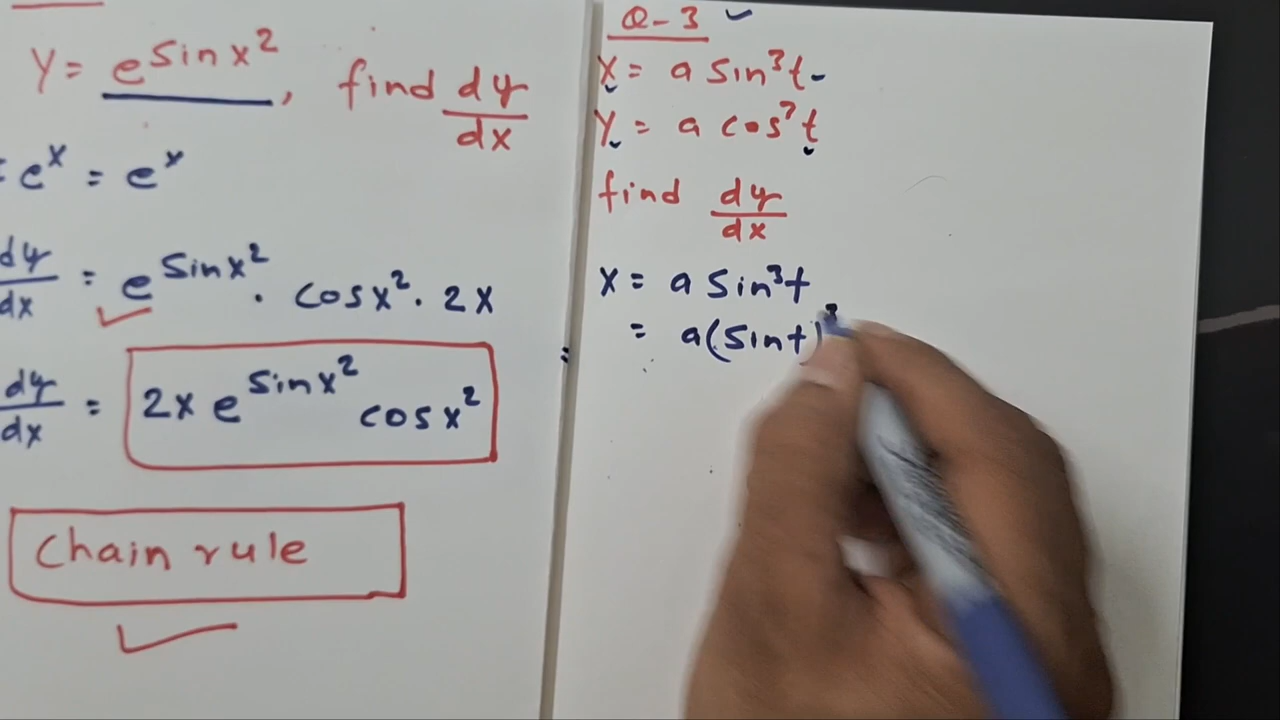 Y = e^sin x², find dy/dx
= e^x = e^x
dy/dx = e^sin x² · cos x² · 2x
dy/dx = 2x e^sin x² cos x²
Chain rule
Q-3
x = a sin³t
y = a cos³t
find dy/dx
x = a sin³t
= a(sin t)³